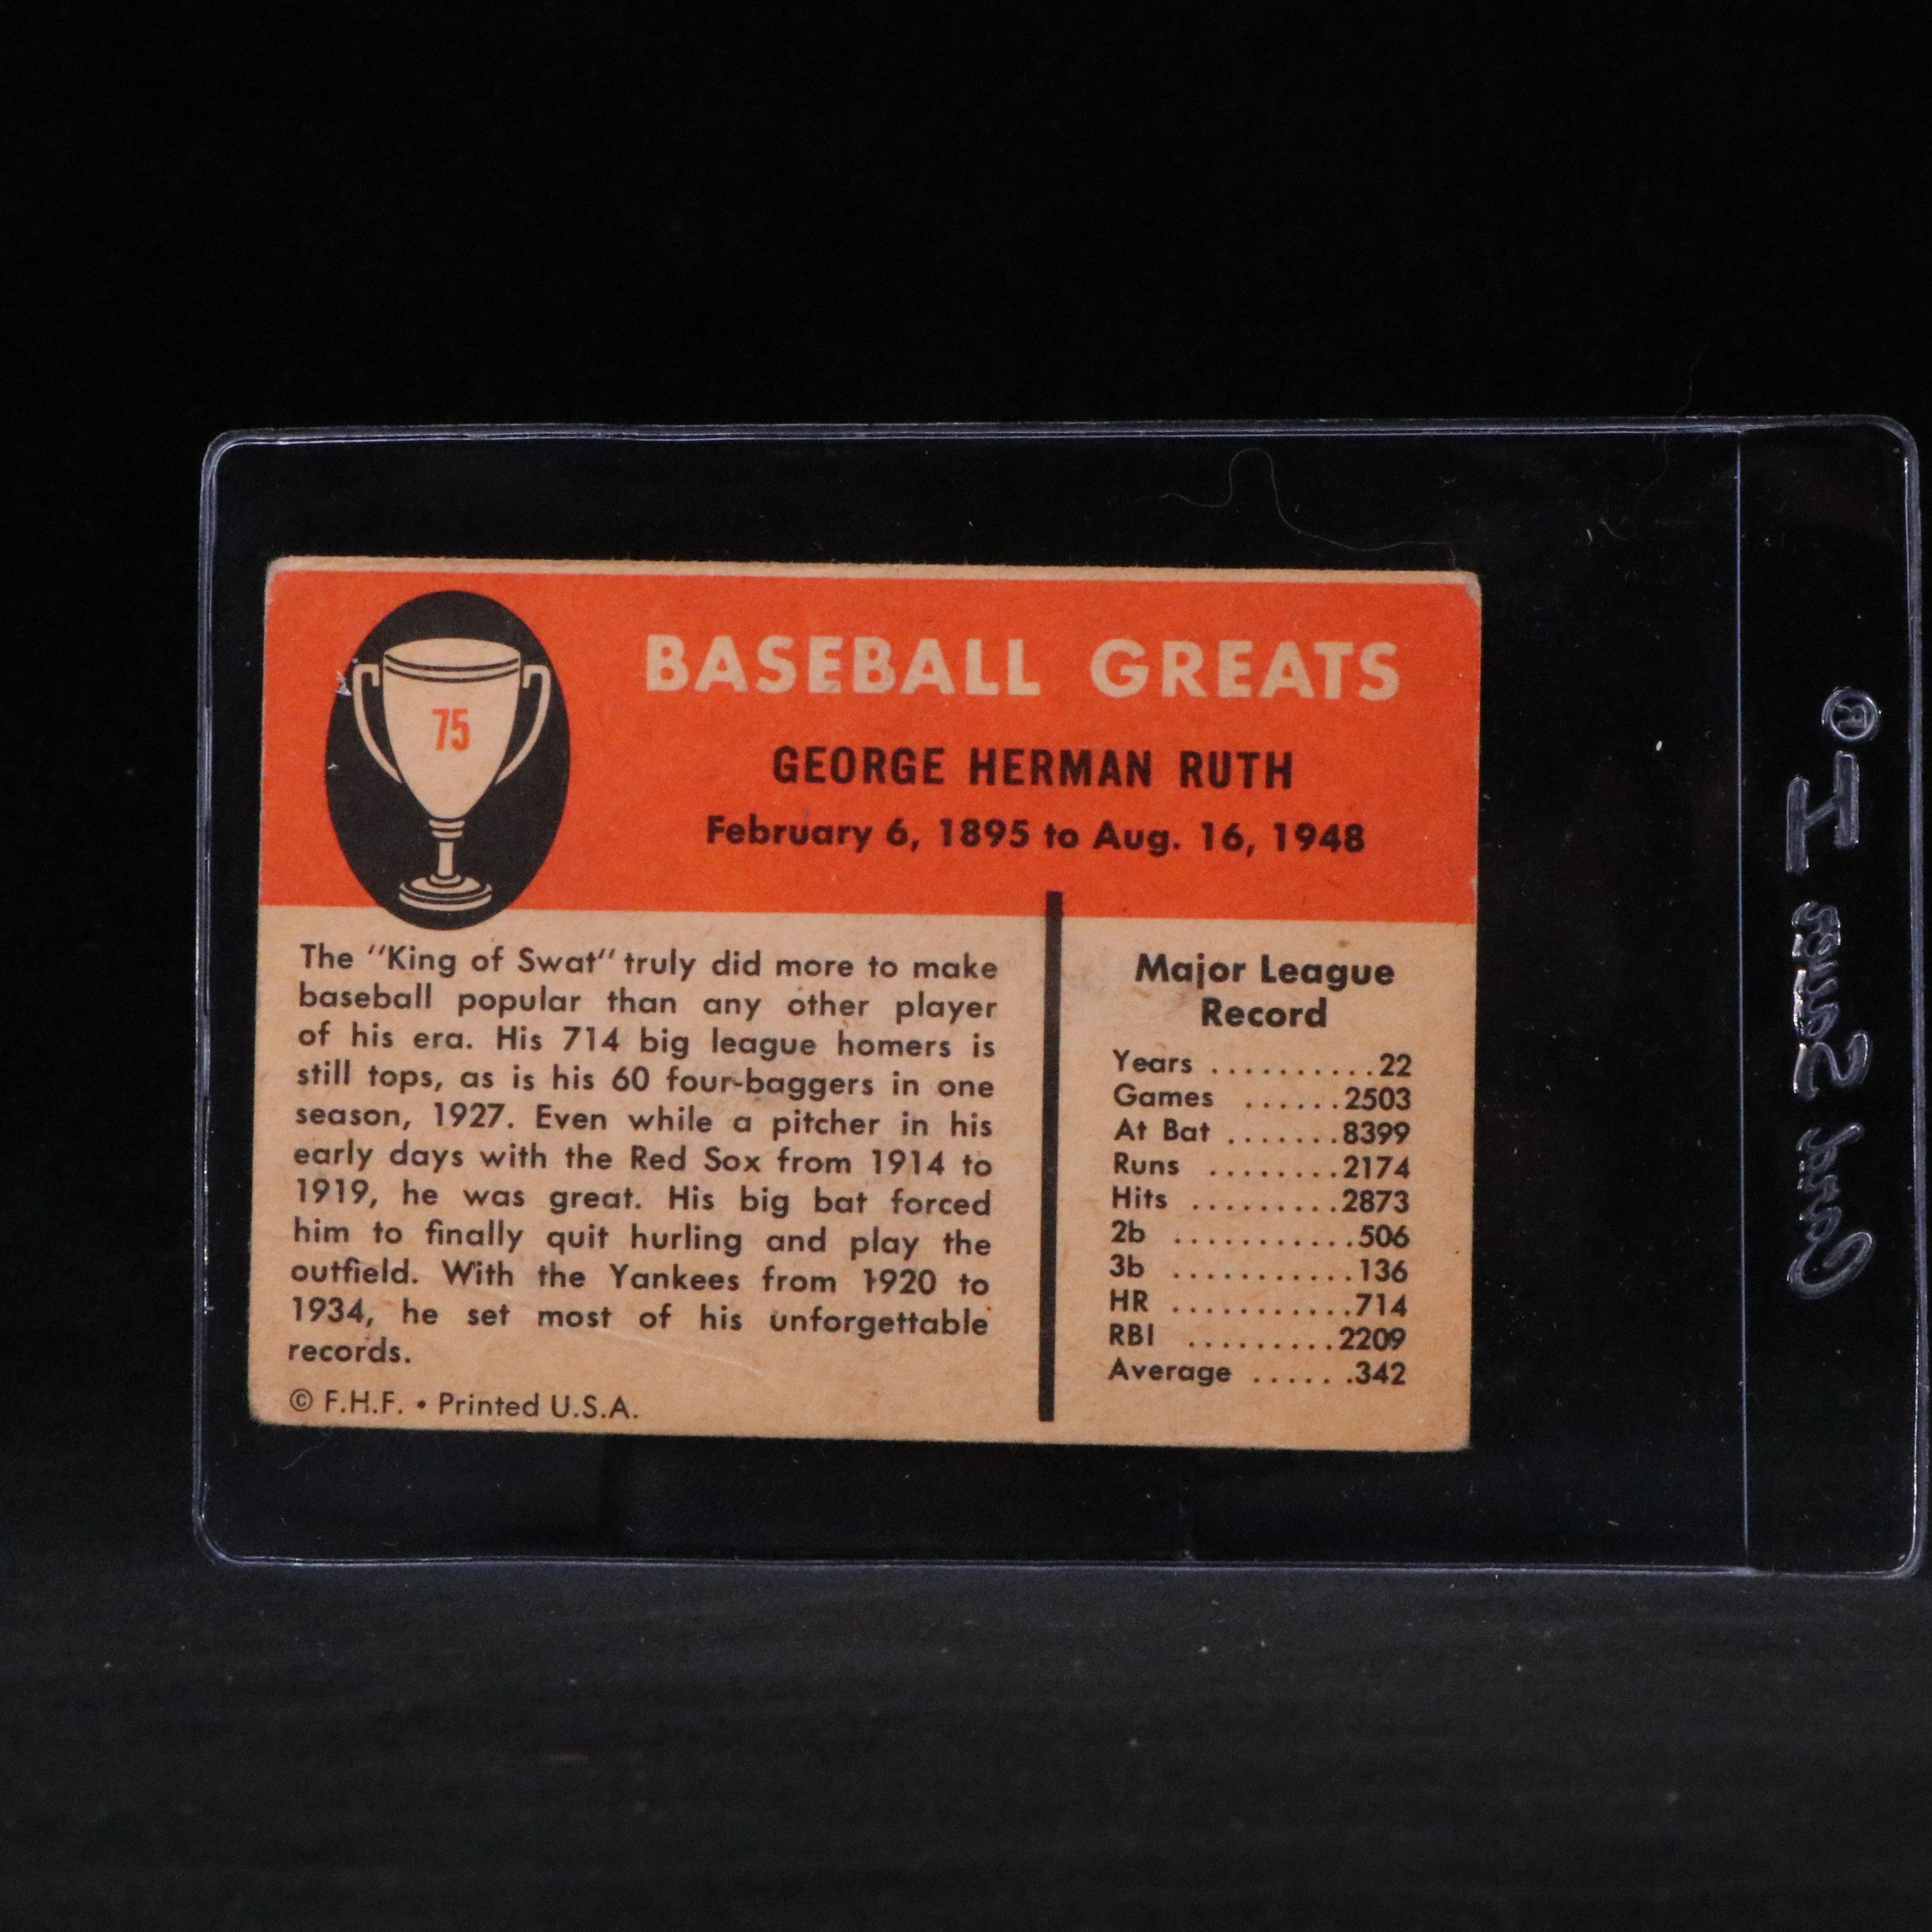 75
BASEBALL GREATS
GEORGE HERMAN RUTH
February 6, 1895 to Aug. 16, 1948
The "King of Swat" truly did more to make
baseball popular than any other player
of his era. His 714 big league homers is
still tops, as is his 60 four-baggers in one
season, 1927. Even while a pitcher in his
early days with the Red Sox from 1914 to
1919, he was great. His big bat forced
him to finally quit hurling and play the
outfield. With the Yankees from 1920 to
1934, he set most of his unforgettable
records.
© F.H.F. • Printed U.S.A.
Major League
Record
Years ..........22
Games ......2503
At Bat .......8399
Runs ........2174
Hits .........2873
2b ...........506
3b ...........136
HR ...........714
RBI .........2209
Average ......342
Card Saver I®